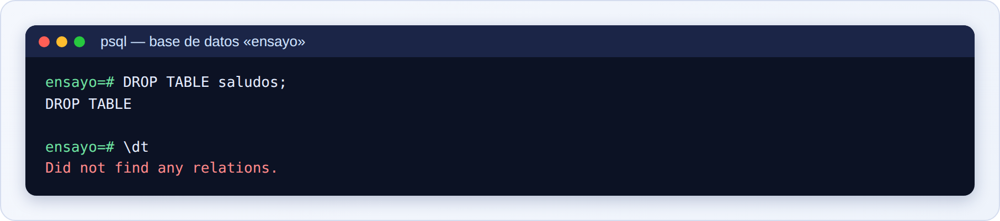 psql — base de datos «ensayo»
ensayo=# DROP TABLE saludos;
DROP TABLE
ensayo=# \dt
Did not find any relations.